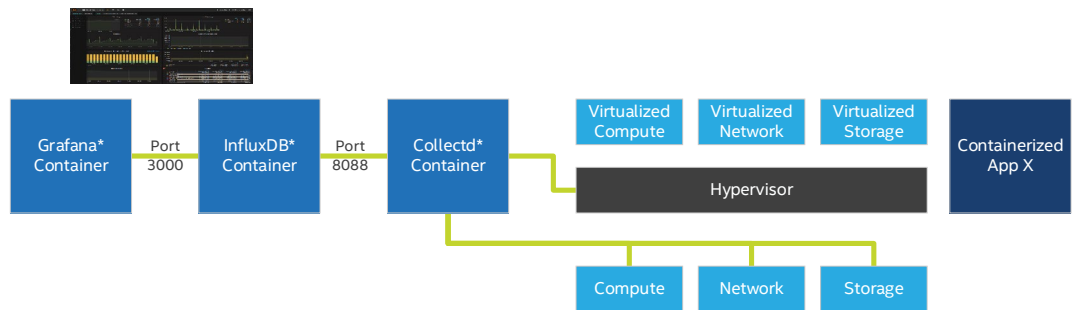 Grafana*
Container
Port
3000
InfluxDB*
Container
Port
8088
Collectd*
Container
Virtualized
Compute
Virtualized
Network
Virtualized
Storage
Hypervisor
Containerized
App X
Compute
Network
Storage